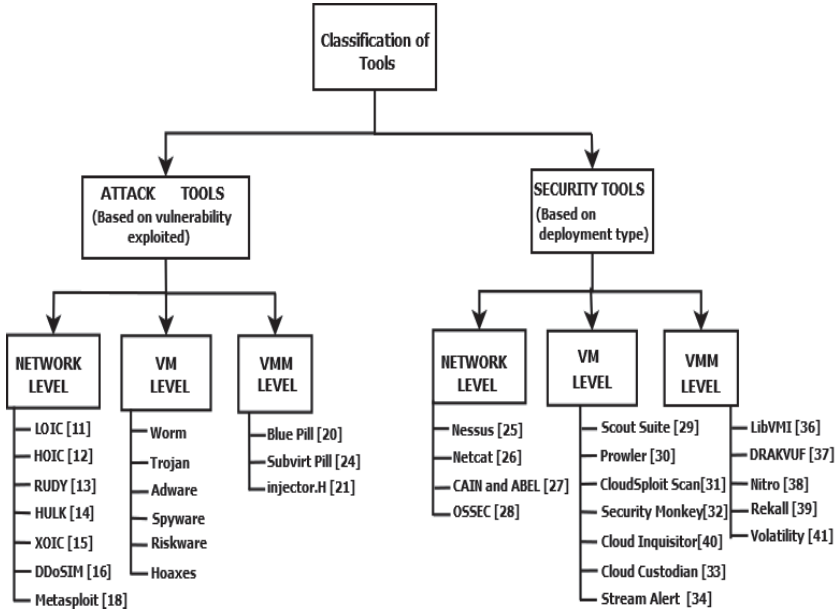 Classification of
Tools
ATTACK TOOLS
(Based on vulnerability
exploited)
SECURITY TOOLS
(Based on
deployment type)
NETWORK
LEVEL
VM
LEVEL
VMM
LEVEL
NETWORK
LEVEL
VM
LEVEL
VMM
LEVEL
LOIC [11]
HOIC [12]
RUDY [13]
HULK [14]
XOIC [15]
DDoSIM [16]
Metasploit [18]
Worm
Trojan
Adware
Spyware
Riskware
Hoaxes
Blue Pill [20]
Subvirt Pill [24]
injector.H [21]
Nessus [25]
Netcat [26]
CAIN and ABEL [27]
OSSEC [28]
Scout Suite [29]
Prowler [30]
CloudSploit Scan[31]
Security Monkey[32]
Cloud Inquisitor[40]
Cloud Custodian [33]
Stream Alert [34]
LibVMI [36]
DRAKVUF [37]
Nitro [38]
Rekall [39]
Volatility [41]